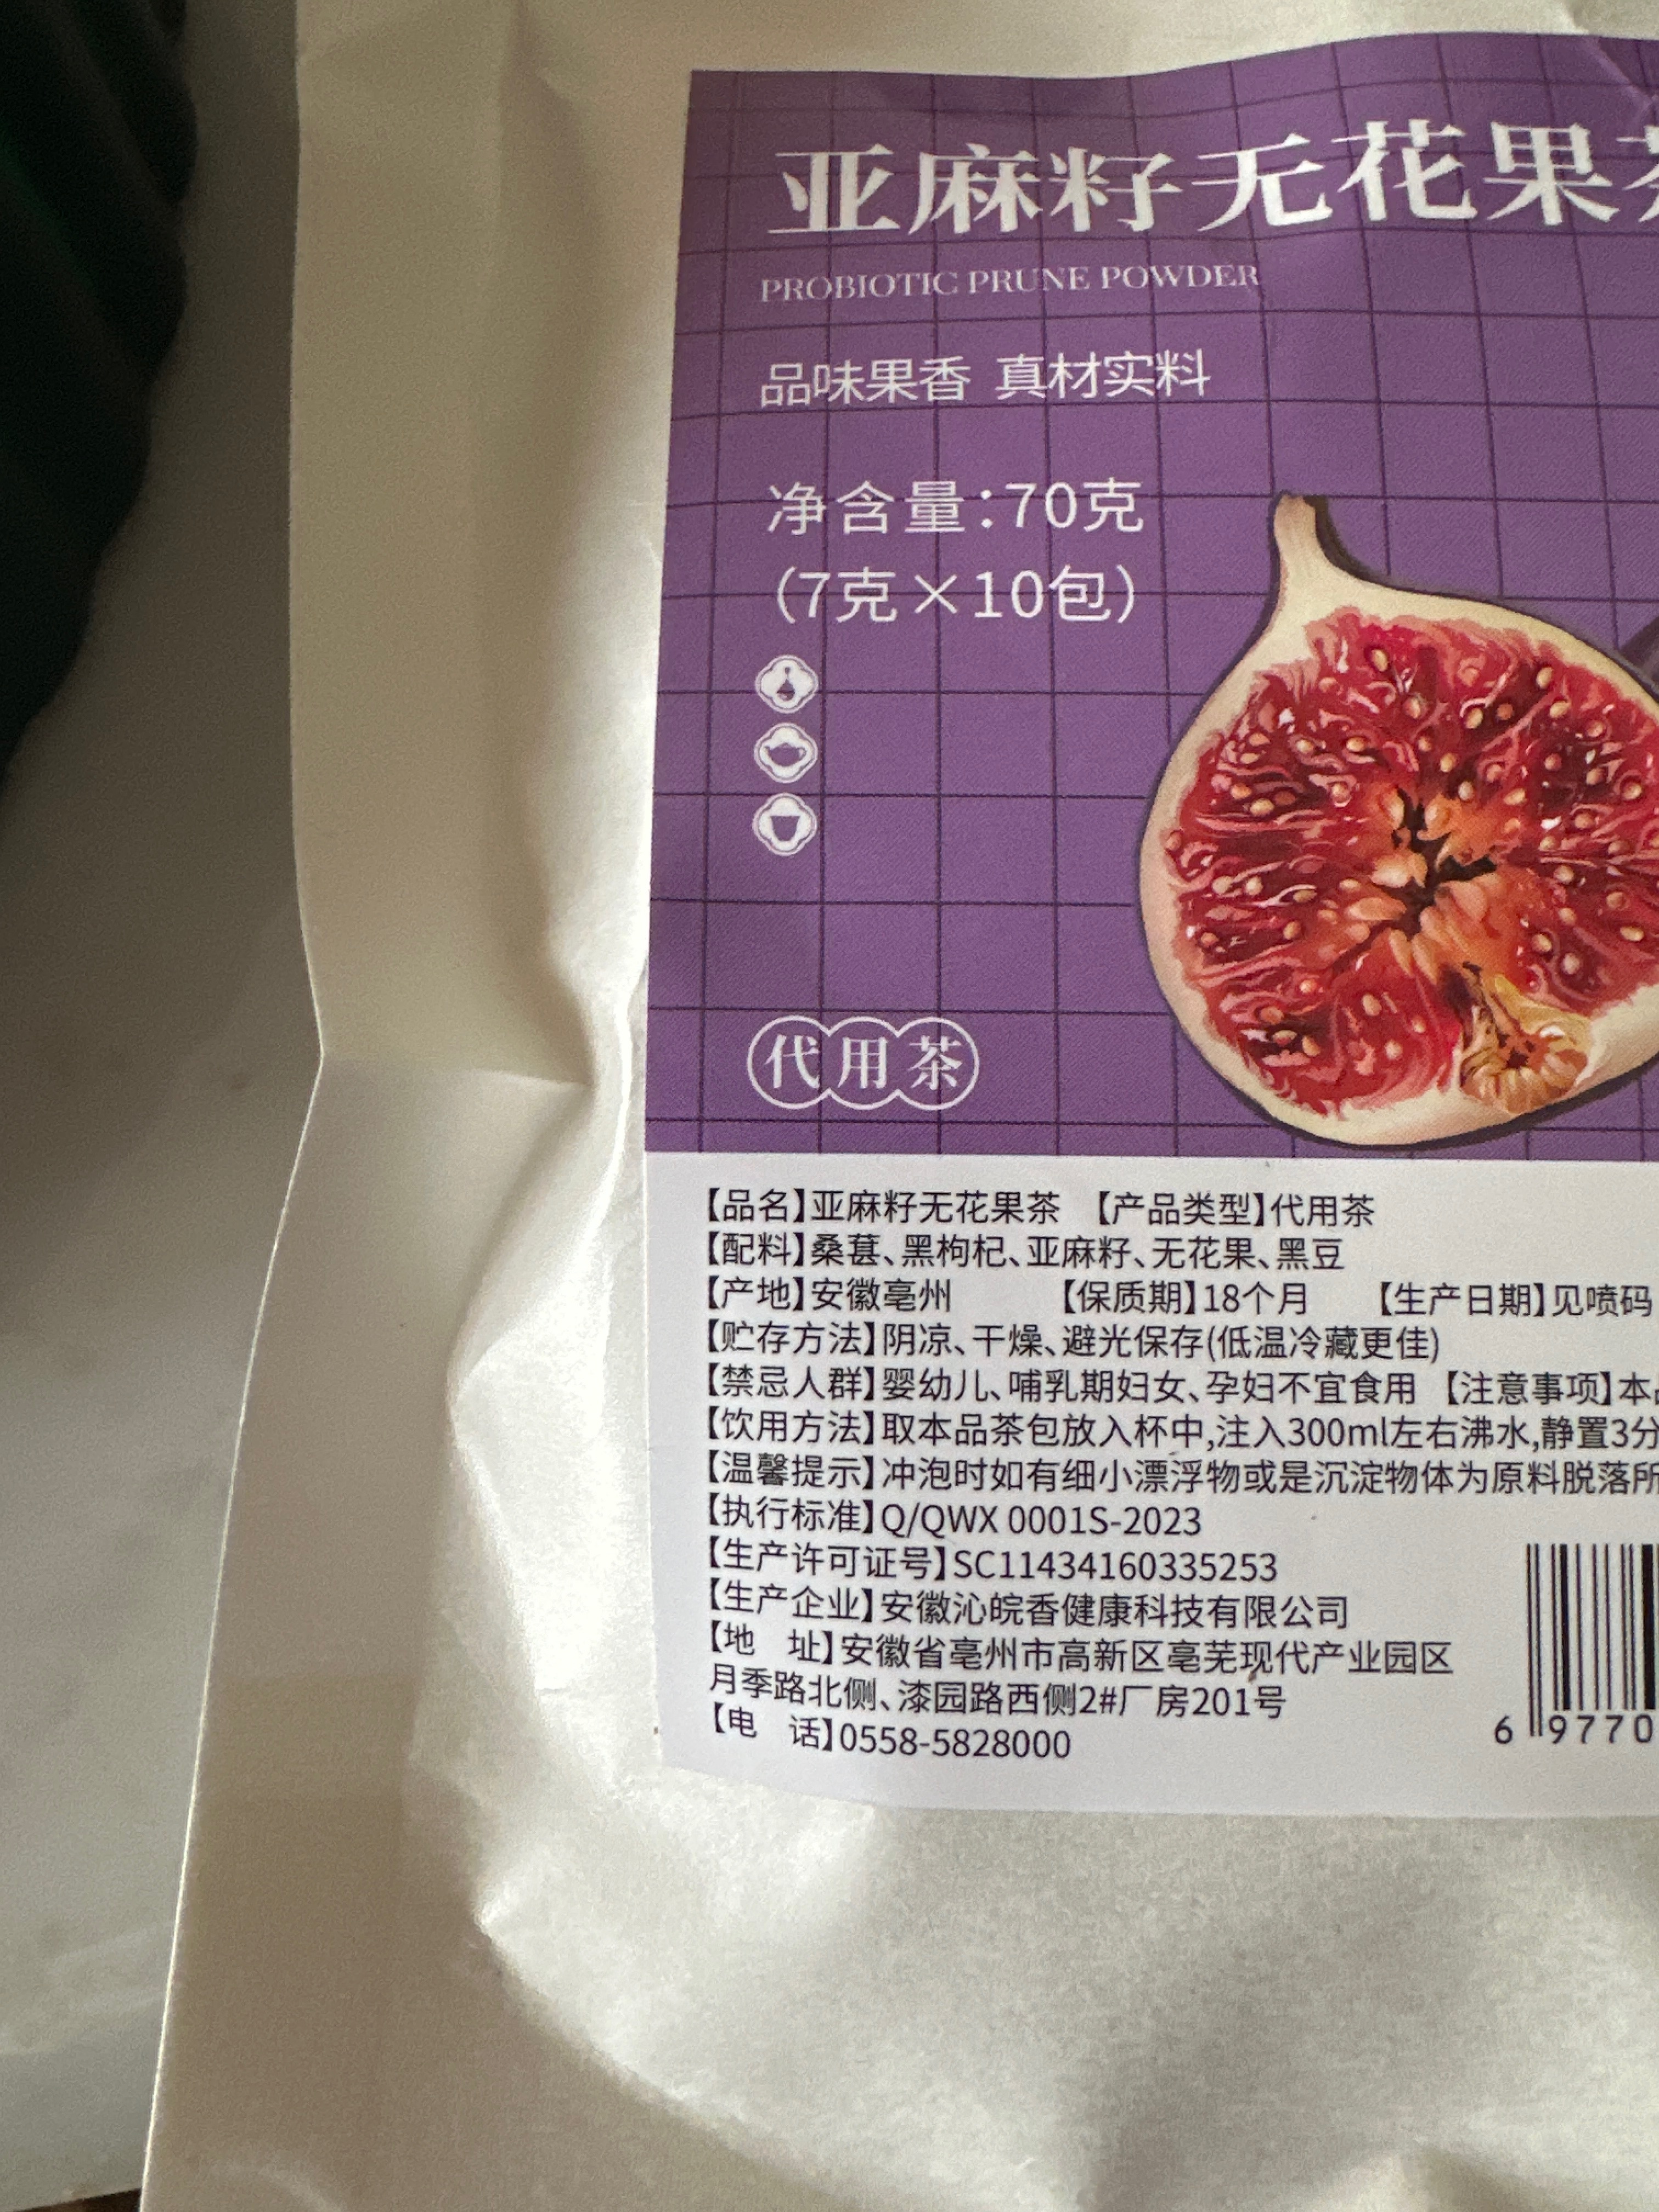 亚麻籽无花果茶
PROBIOTIC PRUNE POWDER
品味果香 真材实料
净含量:70克
(7克×10包)
代用茶
【品名】亚麻籽无花果茶 【产品类型】代用茶
【配料】桑葚、黑枸杞、亚麻籽、无花果、黑豆
【产地】安徽亳州 【保质期】18个月 【生产日期】见喷码
【贮存方法】阴凉、干燥、避光保存(低温冷藏更佳)
【禁忌人群】婴幼儿、哺乳期妇女、孕妇不宜食用 【注意事项】本
【饮用方法】取本品茶包放入杯中,注入300ml左右沸水,静置3分
【温馨提示】冲泡时如有细小漂浮物或是沉淀物体为原料脱落所
【执行标准】Q/QWX 0001S-2023
【生产许可证号】SC11434160335253
【生产企业】安徽沁皖香健康科技有限公司
【地 址】安徽省亳州市高新区亳芜现代产业园区
月季路北侧、漆园路西侧2#厂房201号
【电 话】0558-5828000
6 9770